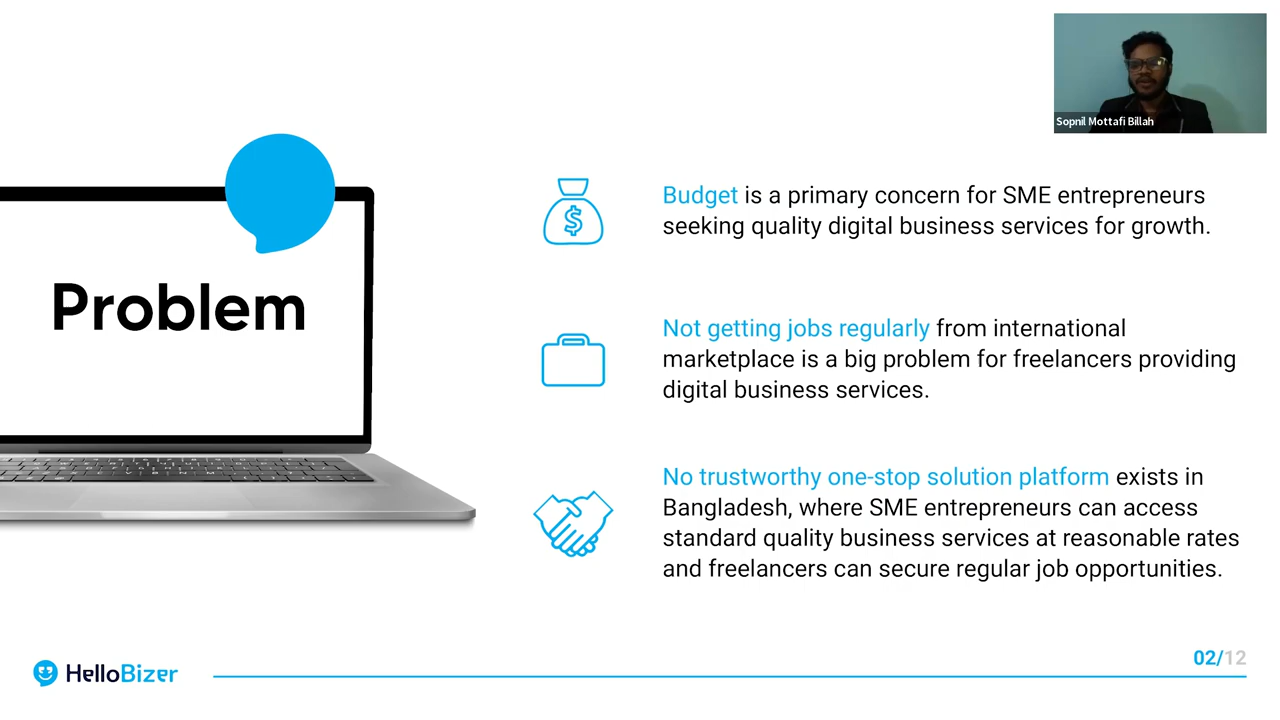 Sopnil Mottafi Billah
Problem
$
Budget is a primary concern for SME entrepreneurs
seeking quality digital business services for growth.
Not getting jobs regularly from international
marketplace is a big problem for freelancers providing
digital business services.
No trustworthy one-stop solution platform exists in
Bangladesh, where SME entrepreneurs can access
standard quality business services at reasonable rates
and freelancers can secure regular job opportunities.
HelloBizer
02/12